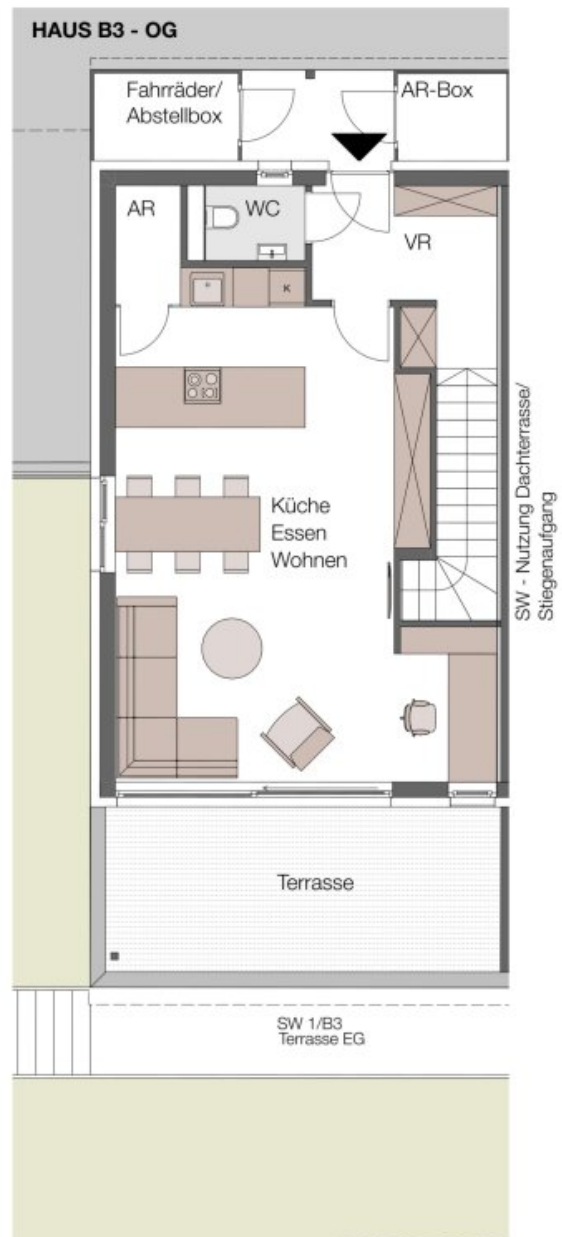 HAUS B3 - OG
Fahrräder/
Abstellbox
AR-Box
AR
WC
VR
K
Küche
Essen
Wohnen
SW - Nutzung Dachterrasse/
Stiegenaufgang
Terrasse
SW 1/B3
Terrasse EG